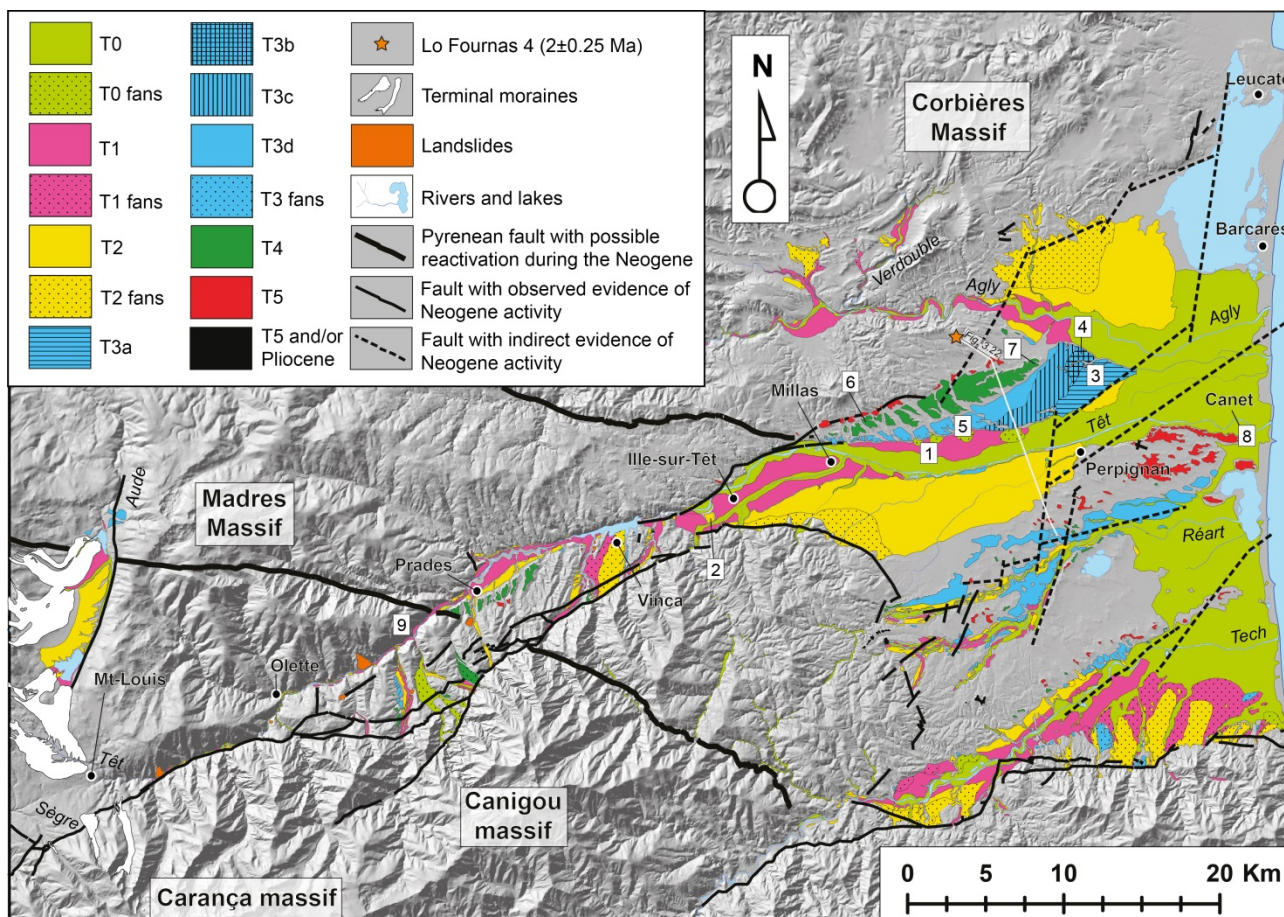 T0
T0 fans
T1
T1 fans
T2
T2 fans
T3a
T3b
T3c
T3d
T3 fans
T4
T5
T5 and/or
Pliocene
Lo Fournas 4 (2±0.25 Ma)
Terminal moraines
Landslides
Rivers and lakes
Pyrenean fault with possible
reactivation during the Neogene
Fault with observed evidence of
Neogene activity
Fault with indirect evidence of
Neogene activity
N
Corbières
Massif
Leucate
Barcarès
Verdouble
Agly
Agly
Fig. 3.22
4
7
3
6
Millas
5
Têt
Canet
1
8
Ille-sur-Têt
Perpignan
Aude
Madres
Massif
Réart
2
Prades
Vinca
9
Tech
Olette
Mt-Louis
Têt
Canigou
massif
Sègre
Carança massif
0 5 10 20 Km